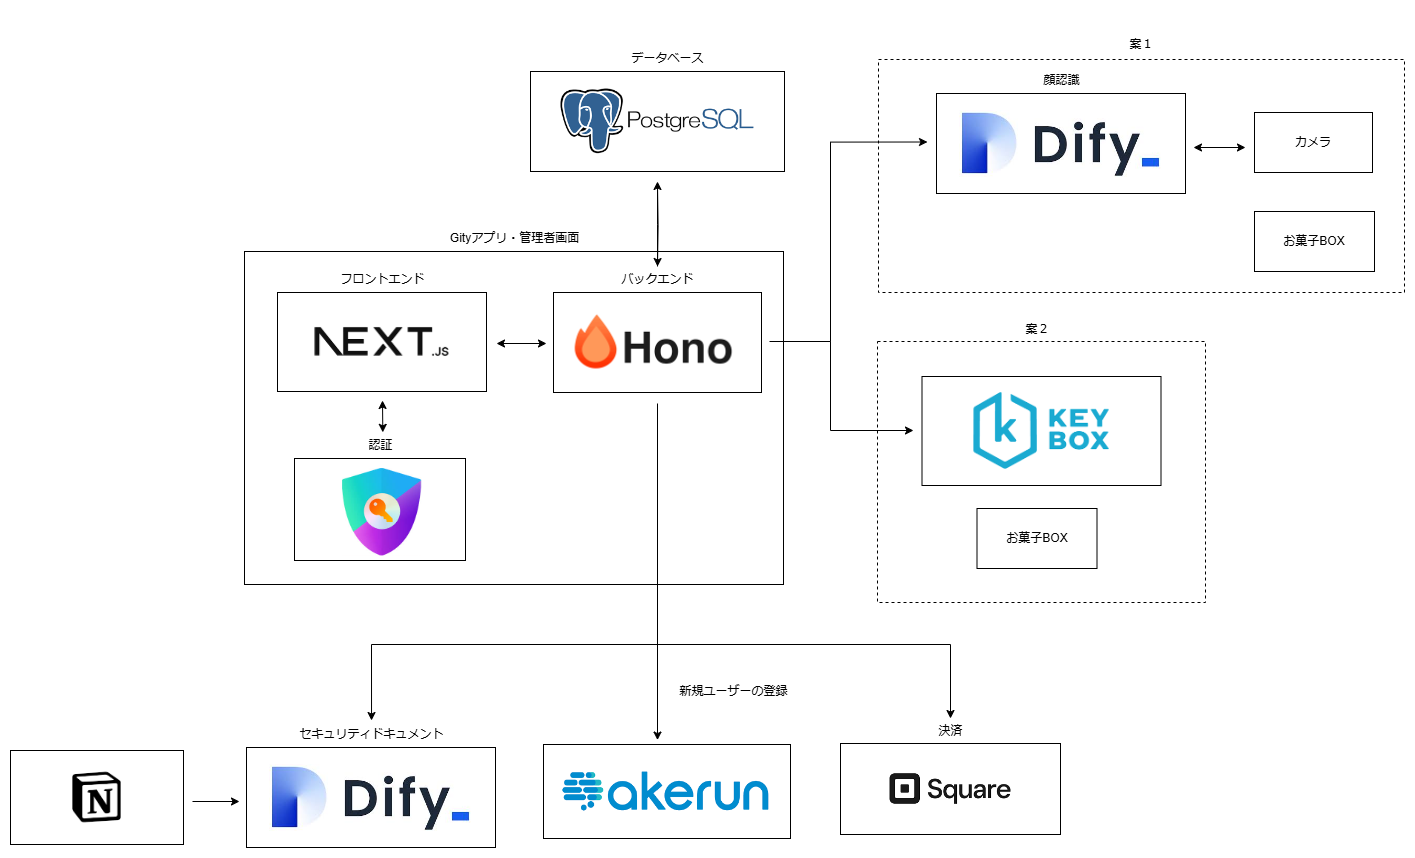 案１
データベース
PostgreSQL
顔認識
Dify_
カメラ
お菓子BOX
Gityアプリ・管理者画面
フロントエンド
バックエンド
NEXT.JS
Hono
案２
KEY
BOX
お菓子BOX
認証
新規ユーザーの登録
セキュリティドキュメント
決済
N
Dify_
akerun
Square